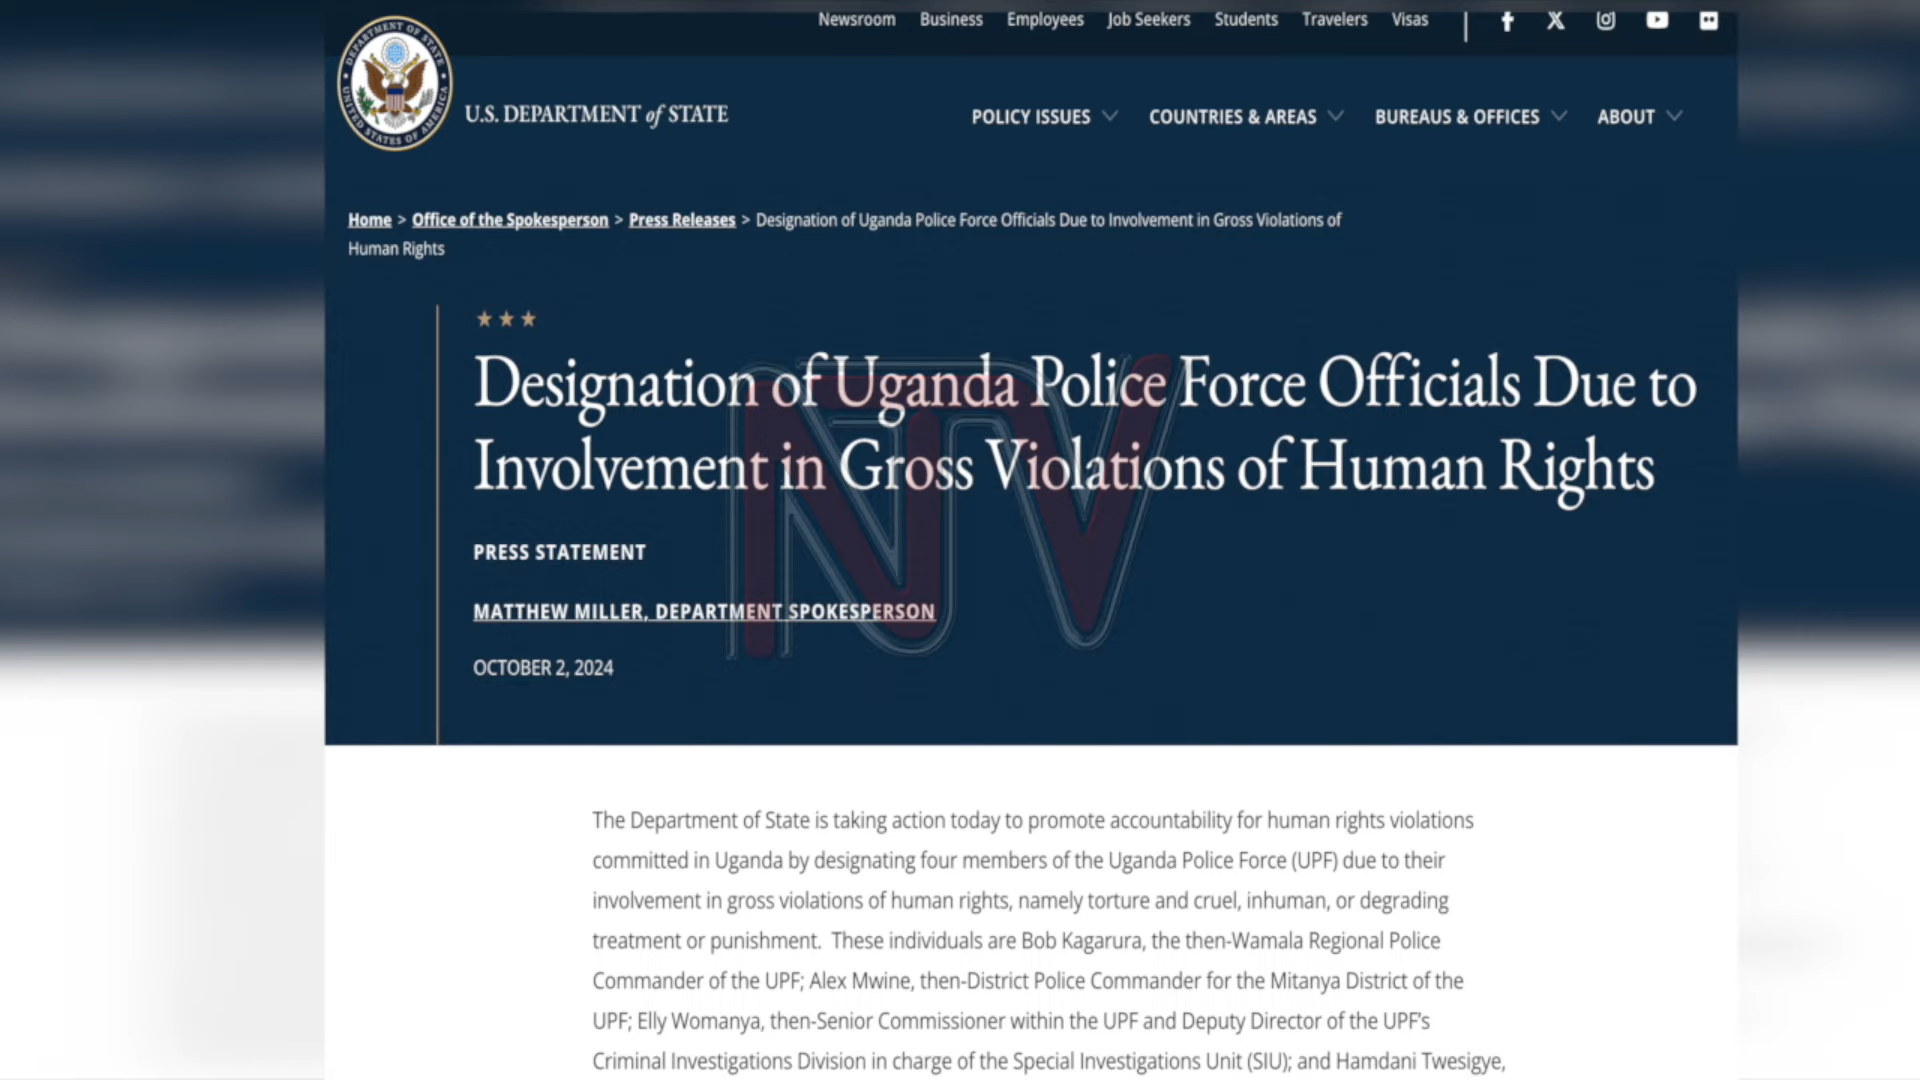 Newsroom Business Employees Job Seekers Students Travelers Visas
DEPARTMENT OF STATE
UNITED STATES OF AMERICA
U.S. DEPARTMENT of STATE
POLICY ISSUES COUNTRIES & AREAS BUREAUS & OFFICES ABOUT
Home > Office of the Spokesperson > Press Releases > Designation of Uganda Police Force Officials Due to Involvement in Gross Violations of
Human Rights
Designation of Uganda Police Force Officials Due to
Involvement in Gross Violations of Human Rights
NTV
PRESS STATEMENT
MATTHEW MILLER, DEPARTMENT SPOKESPERSON
OCTOBER 2, 2024
The Department of State is taking action today to promote accountability for human rights violations
committed in Uganda by designating four members of the Uganda Police Force (UPF) due to their
involvement in gross violations of human rights, namely torture and cruel, inhuman, or degrading
treatment or punishment. These individuals are Bob Kagarura, the then-Wamala Regional Police
Commander of the UPF; Alex Mwine, then-District Police Commander for the Mitanya District of the
UPF; Elly Womanya, then-Senior Commissioner within the UPF and Deputy Director of the UPF's
Criminal Investigations Division in charge of the Special Investigations Unit (SIU); and Hamdani Twesigye,